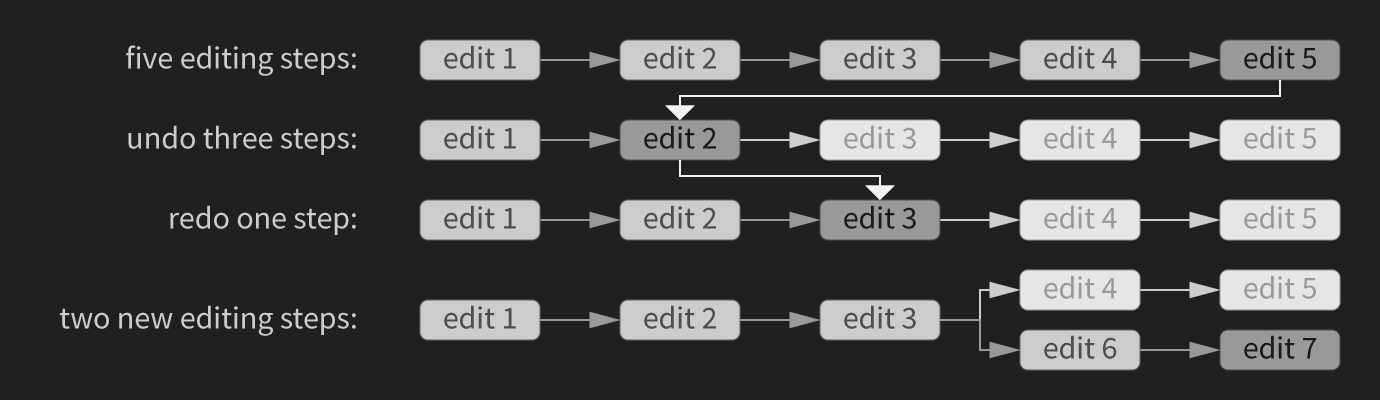 five editing steps: edit 1 edit 2 edit 3 edit 4 edit 5
undo three steps: edit 1 edit 2 edit 3 edit 4 edit 5
redo one step: edit 1 edit 2 edit 3 edit 4 edit 5
edit 4 edit 5
two new editing steps: edit 1 edit 2 edit 3
edit 6 edit 7